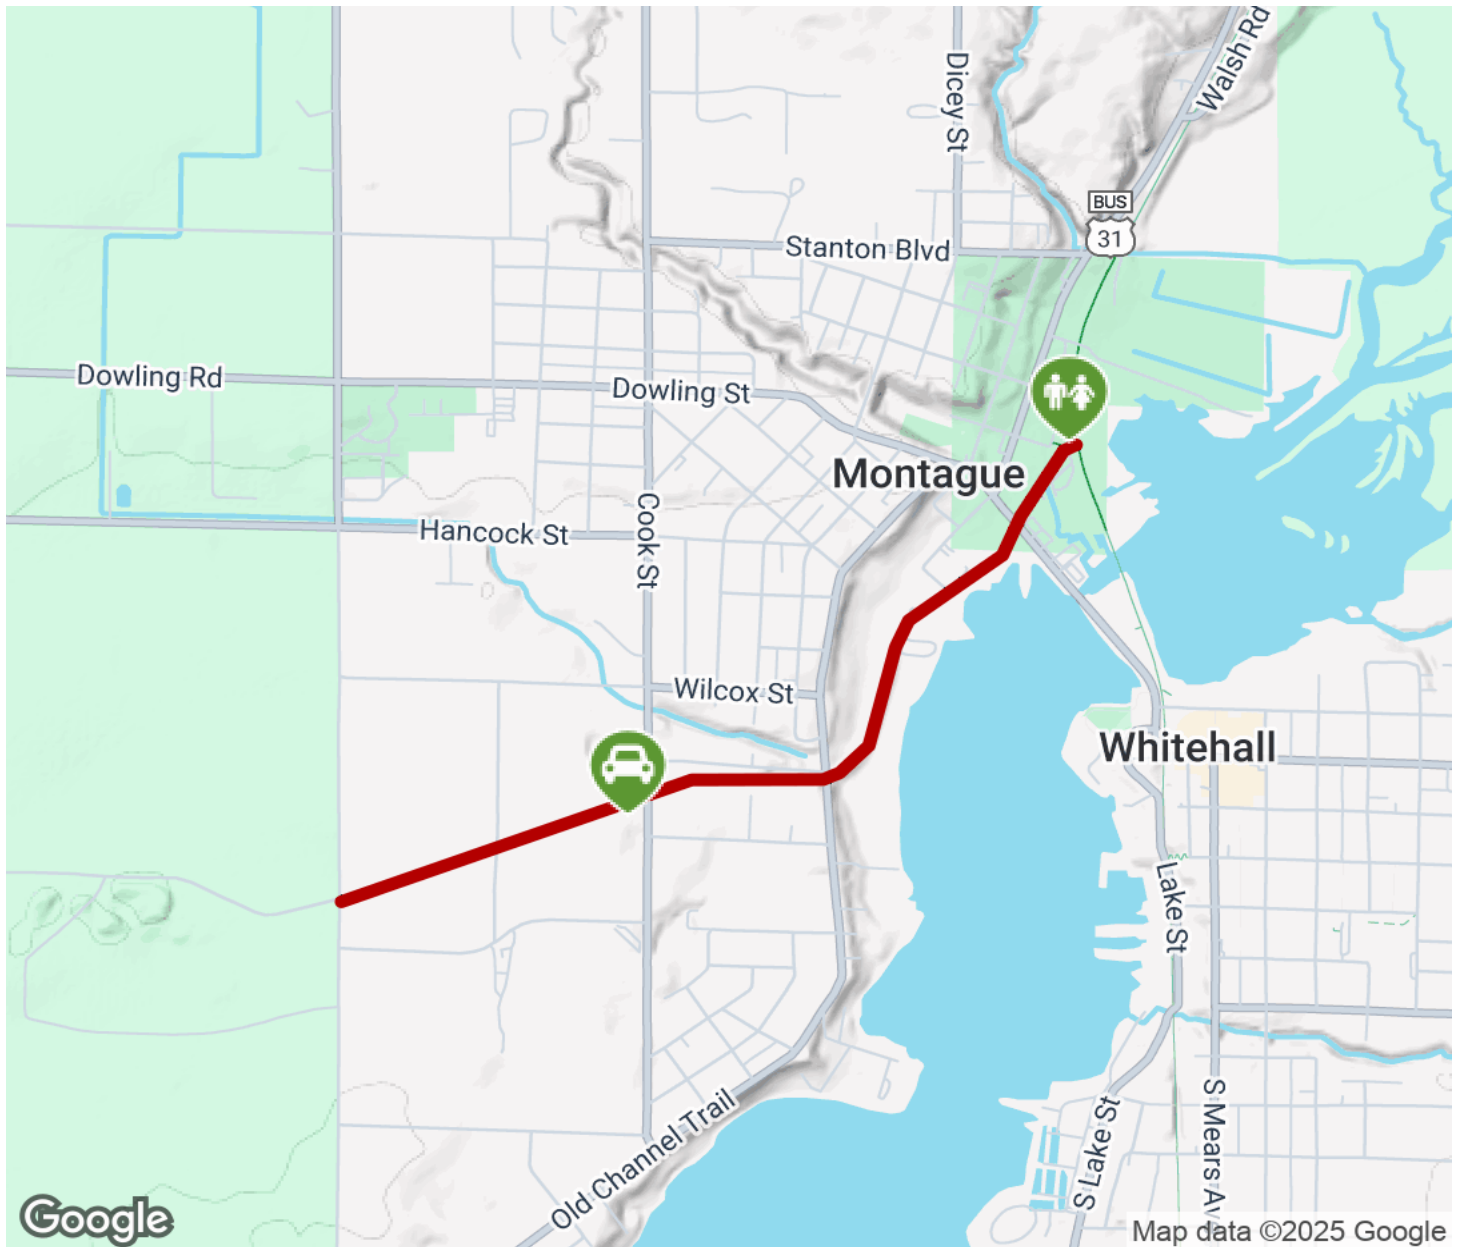 Walsh Rd
Dicey St
BUS
31
Stanton Blvd
Dowling Rd
Dowling St
Montague
Cook St
Hancock St
Wilcox St
Whitehall
Lake St
Old Channel Trail
S Lake St
S Mears Av
Google
Map data ©2025 Google